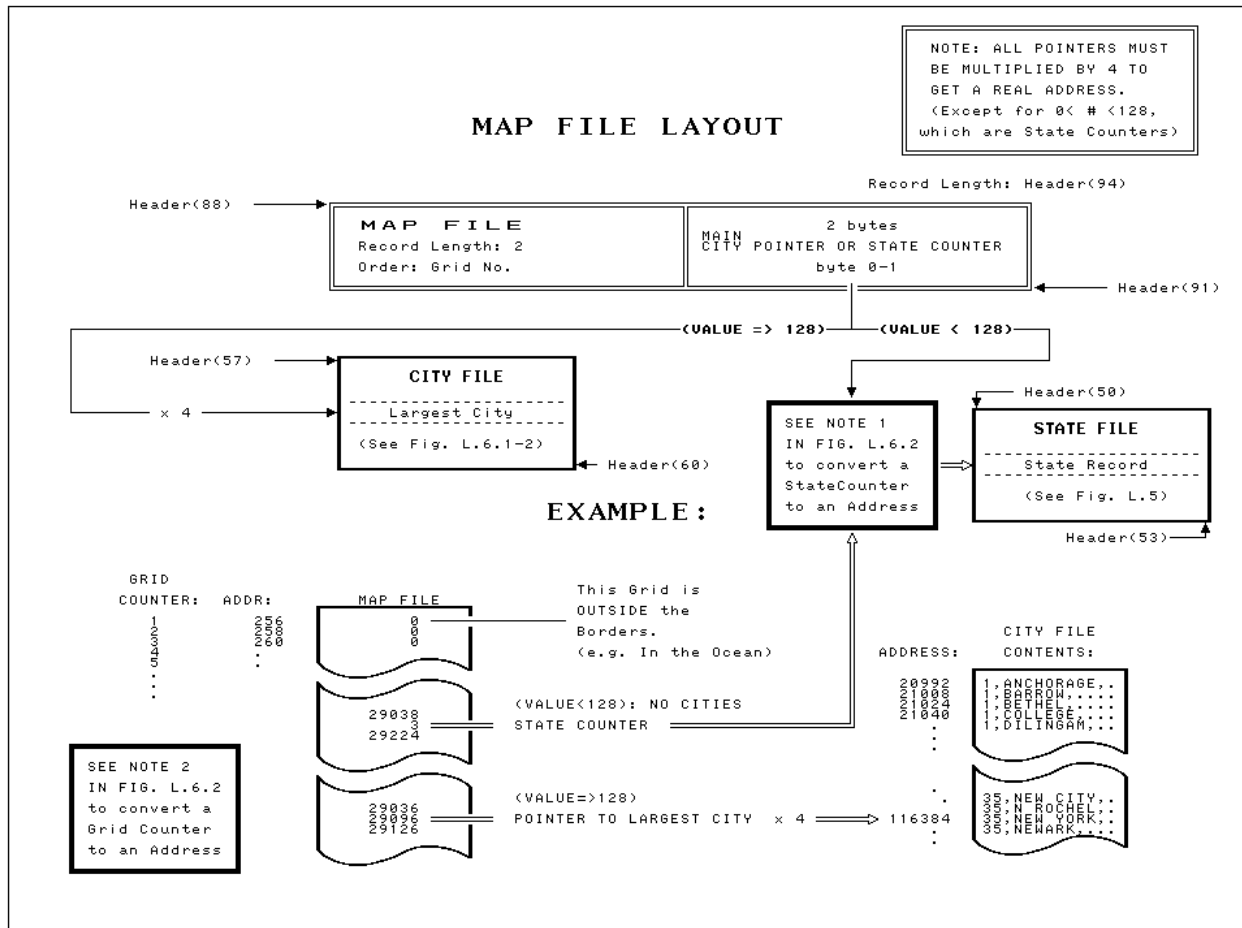 NOTE: ALL POINTERS MUST
BE MULTIPLIED BY 4 TO
GET A REAL ADDRESS.
(Except for 0< # <128,
which are State Counters)
MAP FILE LAYOUT
Record Length: Header(94)
Header(88)
MAP FILE
Record Length: 2
Order: Grid No.
2 bytes
MAIN
CITY POINTER OR STATE COUNTER
byte 0-1
Header(91)
(VALUE => 128)
(VALUE < 128)
Header(57)
CITY FILE
Largest City
(See Fig. L.6.1-2)
x 4
Header(60)
SEE NOTE 1
IN FIG. L.6.2
to convert a
StateCounter
to an Address
Header(50)
STATE FILE
State Record
(See Fig. L.5)
Header(53)
EXAMPLE:
GRID
COUNTER: ADDR: MAP FILE
1 256 0
2 258 0
3 260 0
4 .
5 .
.
.
.
This Grid is
OUTSIDE the
Borders.
(e.g. In the Ocean)
29038
3
29224
(VALUE<128): NO CITIES
STATE COUNTER
SEE NOTE 2
IN FIG. L.6.2
to convert a
Grid Counter
to an Address
29036
29096
29126
(VALUE=>128)
POINTER TO LARGEST CITY x 4
CITY FILE
ADDRESS: CONTENTS:
20992 1,ANCHORAGE,..
21008 1,BARROW,....
21024 1,BETHEL,....
21040 1,COLLEGE,...
. 1,DILINGAM,..
.
.
. 35,NEW CITY,..
. 35,N ROCHEL,..
116384 35,NEW YORK,..
. 35,NEWARK,....
.